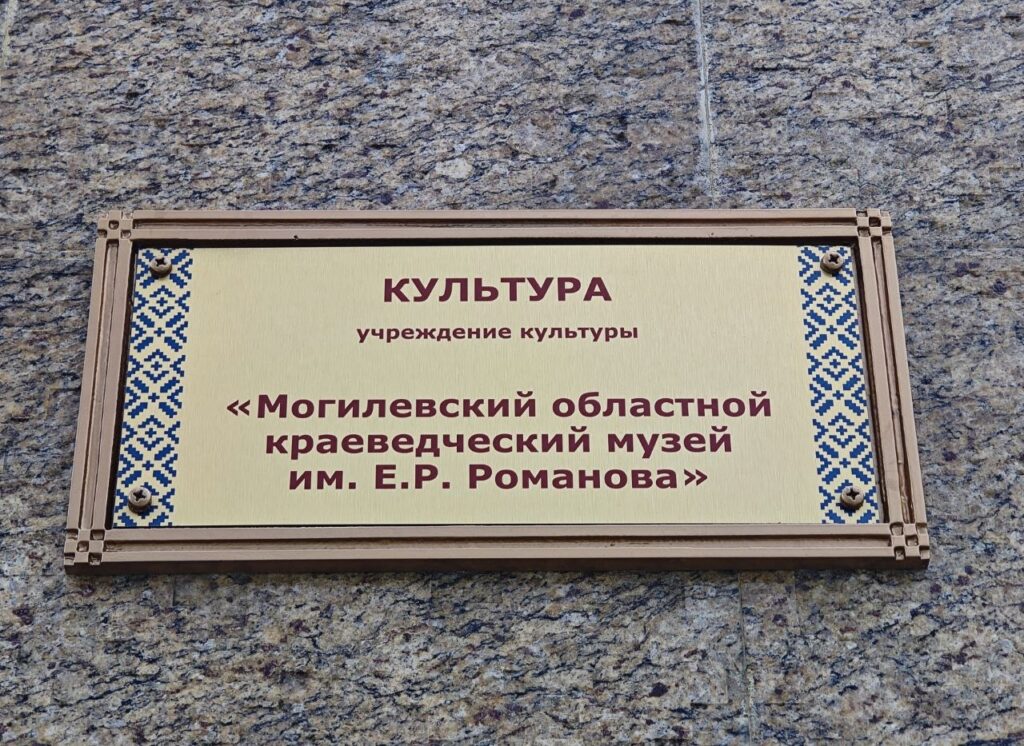 КУЛЬТУРА
учреждение культуры
«Могилевский областной
краеведческий музей
им. Е.Р. Романова»